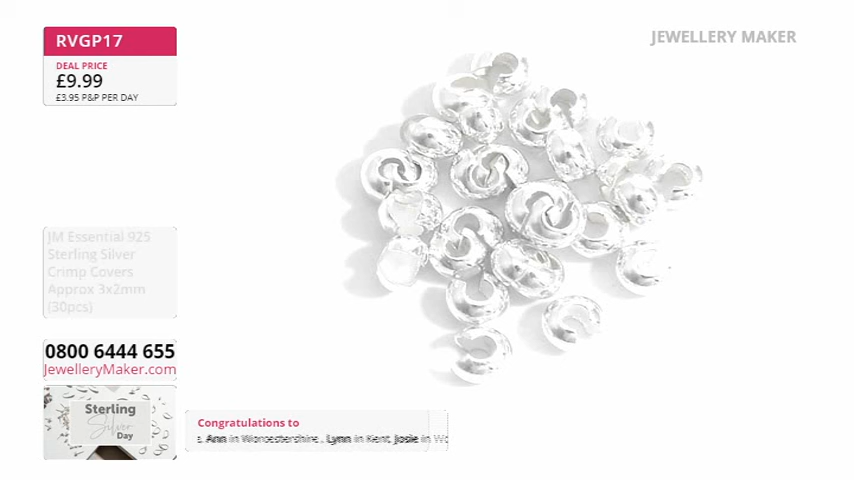 RVGP17
JEWELLERY MAKER
DEAL PRICE
£9.99
£3.95 P&P PER DAY
JM Essential 925
Sterling Silver
Crimp Covers
Approx 3x2mm
(30pcs)
0800 6444 655
JewelleryMaker.com
Sterling
Silver
Day
Congratulations to
Ann in Worcestershire, Lynn in Kent, Josie in